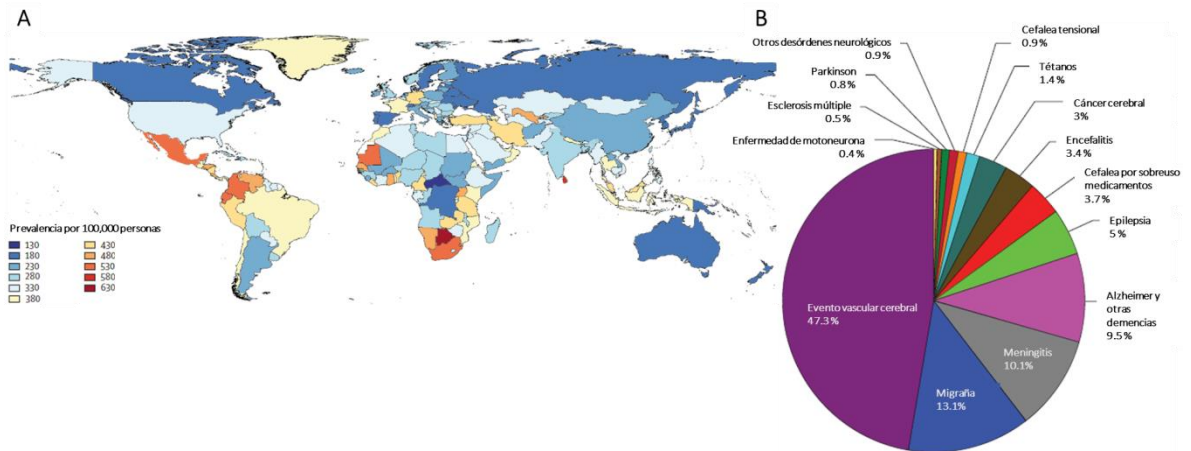 A
Prevalencia por 100,000 personas
130
180
230
280
330
380
430
480
530
580
630
B
Cefalea tensional
0.9 %
Otros desórdenes neurológicos
0.9%
Tétanos
1.4 %
Parkinson
0.8 %
Cáncer cerebral
3%
Esclerosis múltiple
0.5 %
Encefalitis
3.4 %
Enfermedad de motoneurona
0.4%
Cefalea por sobreuso
medicamentos
3.7%
Epilepsia
5 %
Evento vascular cerebral
47.3%
Alzheimer y
otras
demencias
9.5%
Meningitis
10.1%
Migraña
13.1%